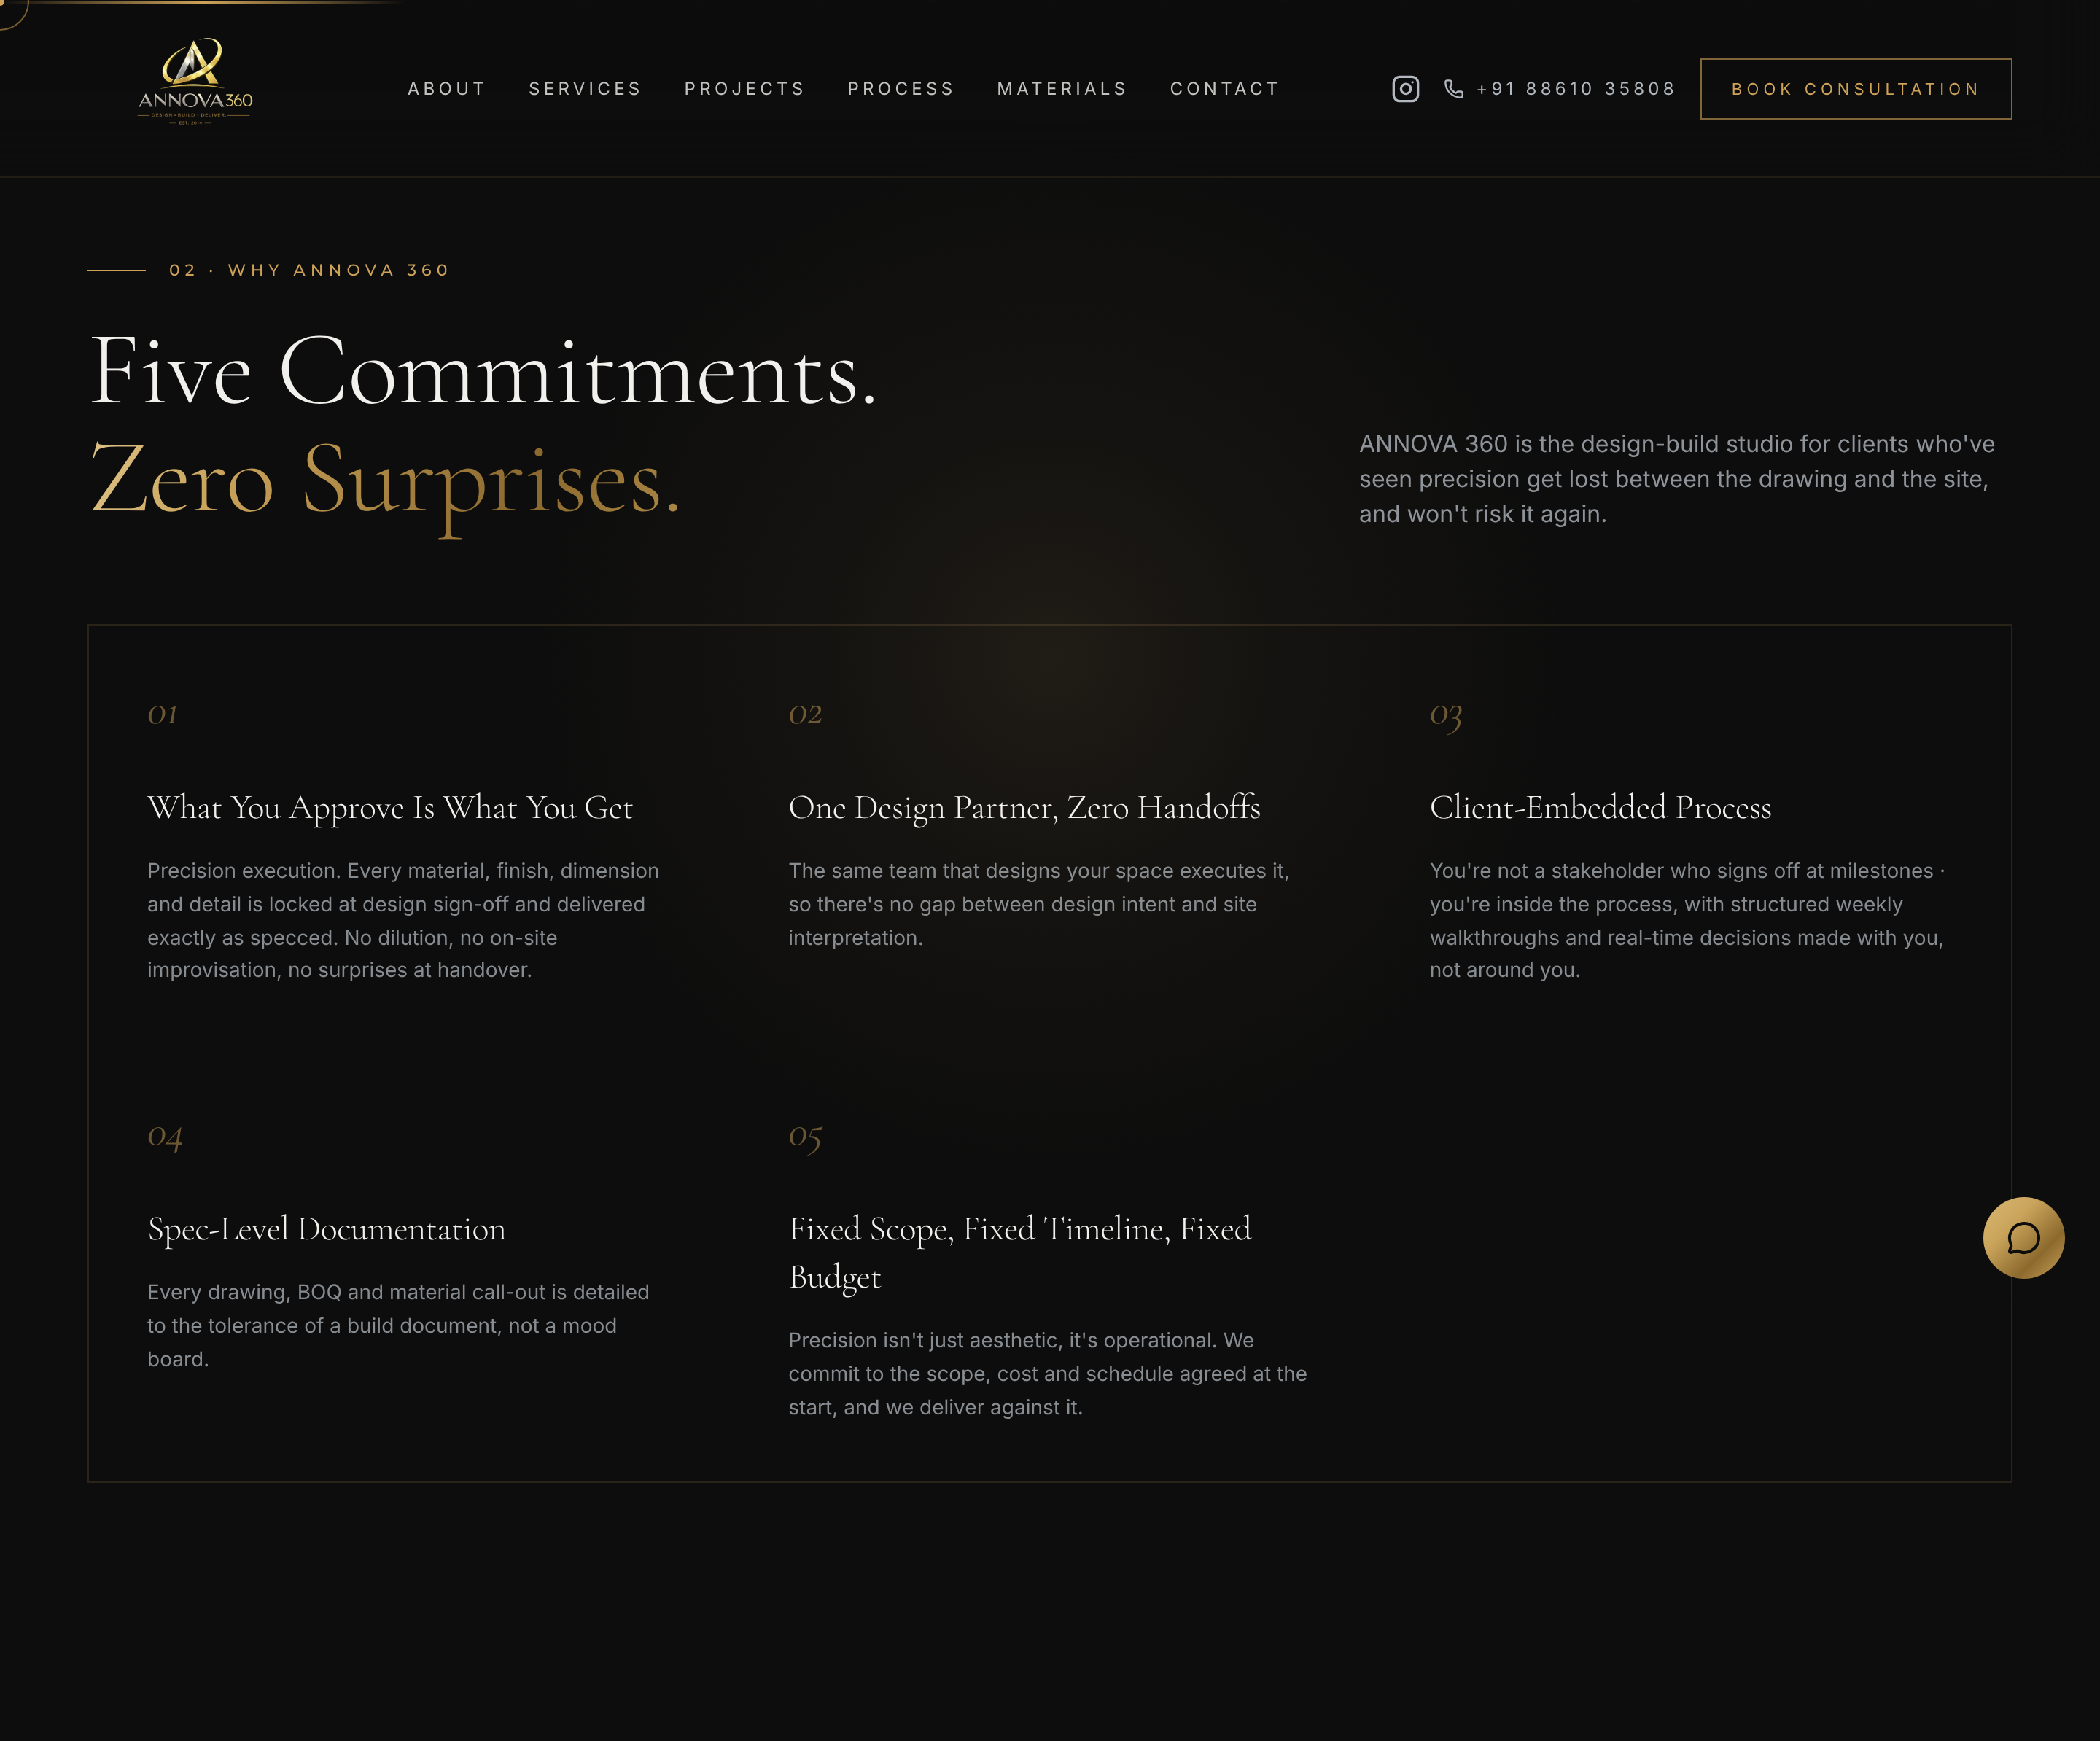 ANNOVA360
DESIGN • BUILD • DELIVER
EST. 2014
ABOUT
SERVICES
PROJECTS
PROCESS
MATERIALS
CONTACT
+91 88610 35808
BOOK CONSULTATION
02 · WHY ANNOVA 360
Five Commitments.
Zero Surprises.
ANNOVA 360 is the design-build studio for clients who've
seen precision get lost between the drawing and the site,
and won't risk it again.
01
What You Approve Is What You Get
Precision execution. Every material, finish, dimension
and detail is locked at design sign-off and delivered
exactly as specced. No dilution, no on-site
improvisation, no surprises at handover.
02
One Design Partner, Zero Handoffs
The same team that designs your space executes it,
so there's no gap between design intent and site
interpretation.
03
Client-Embedded Process
You're not a stakeholder who signs off at milestones ·
you're inside the process, with structured weekly
walkthroughs and real-time decisions made with you,
not around you.
04
Spec-Level Documentation
Every drawing, BOQ and material call-out is detailed
to the tolerance of a build document, not a mood
board.
05
Fixed Scope, Fixed Timeline, Fixed
Budget
Precision isn't just aesthetic, it's operational. We
commit to the scope, cost and schedule agreed at the
start, and we deliver against it.